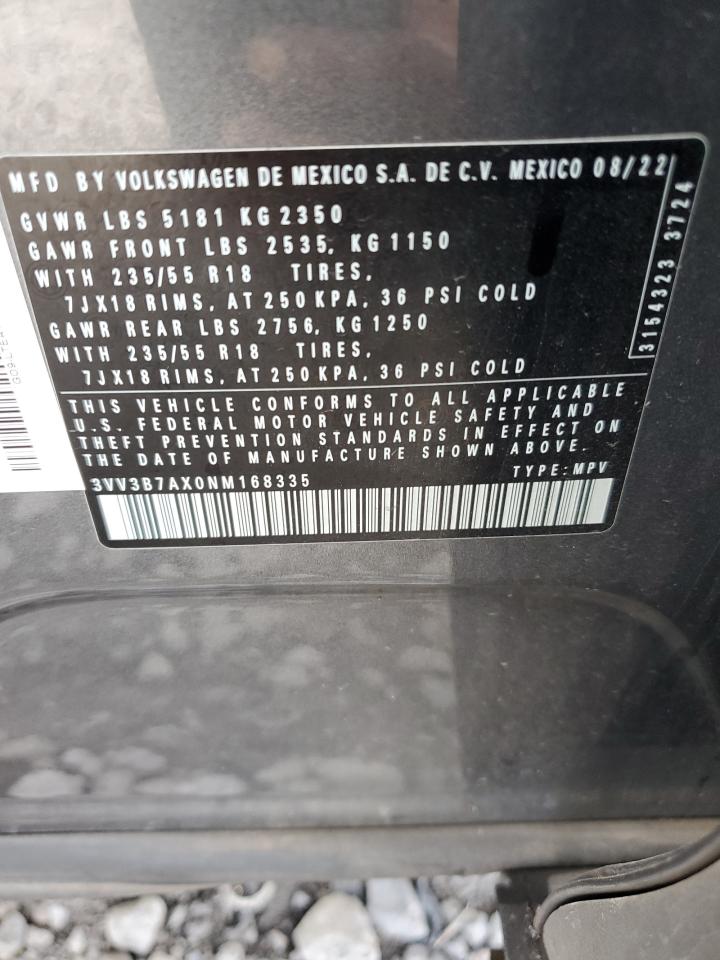 MFD BY VOLKSWAGEN DE MEXICO S.A. DE C.V. MEXICO 08/22
GVWR LBS 5181 KG 2350
GAWR FRONT LBS 2535, KG 1150
WITH 235/55 R18 TIRES,
7JX18 RIMS, AT 250 KPA, 36 PSI COLD
GAWR REAR LBS 2756, KG 1250
WITH 235/55 R18 TIRES,
7JX18 RIMS, AT 250 KPA, 36 PSI COLD
3154323 3724
THIS VEHICLE CONFORMS TO ALL APPLICABLE
U.S. FEDERAL MOTOR VEHICLE SAFETY AND
THEFT PREVENTION STANDARDS IN EFFECT ON
THE DATE OF MANUFACTURE SHOWN ABOVE.
3VV3B7AX0NM168335 TYPE: MPV